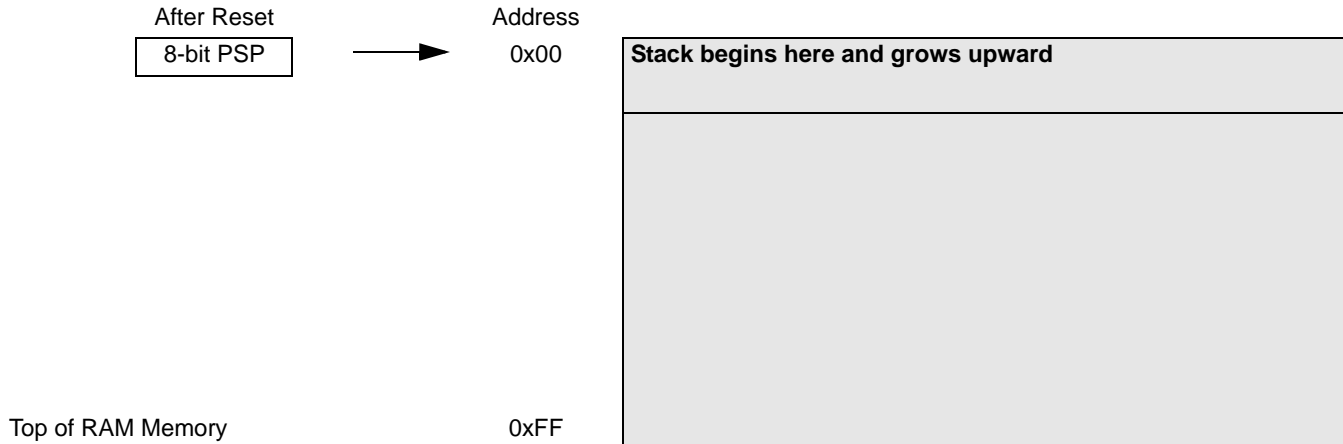 After Reset Address
8-bit PSP 0x00 Stack begins here and grows upward
Top of RAM Memory 0xFF